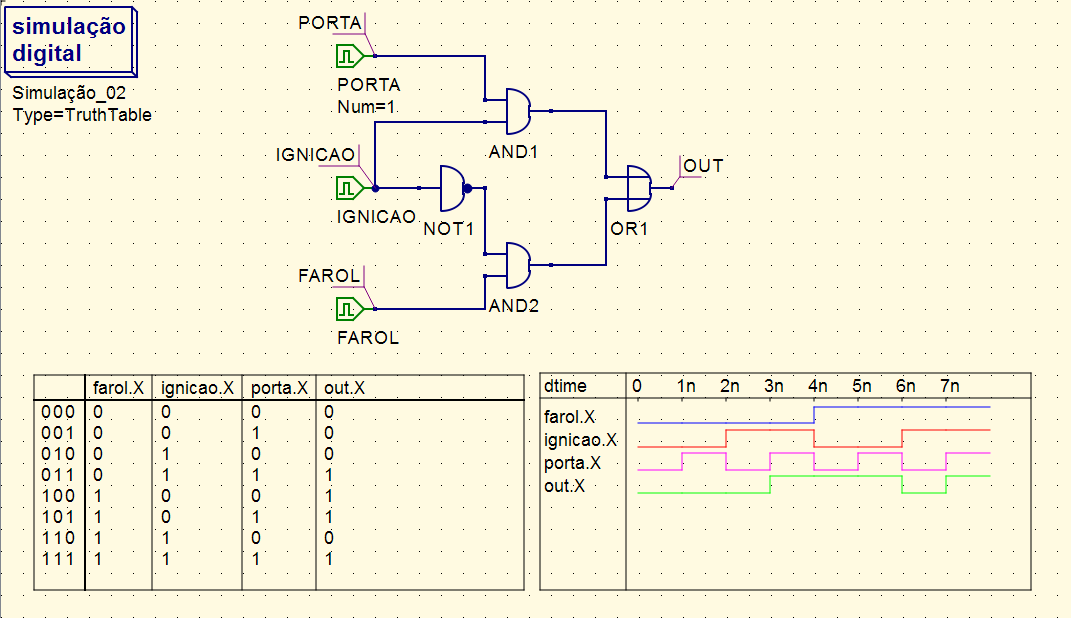 simulação
digital
Simulação_02
Type=TruthTable
PORTA
PORTA
Num=1
AND1
IGNICAO
IGNICAO
NOT1
OUT
OR1
FAROL
AND2
FAROL
farol.X ignicao.X porta.X out.X
000 0 0 0 0
001 0 0 1 0
010 0 1 0 0
011 0 1 1 1
100 1 0 0 1
101 1 0 1 1
110 1 1 0 0
111 1 1 1 1
dtime 0 1n 2n 3n 4n 5n 6n 7n
farol.X
ignicao.X
porta.X
out.X